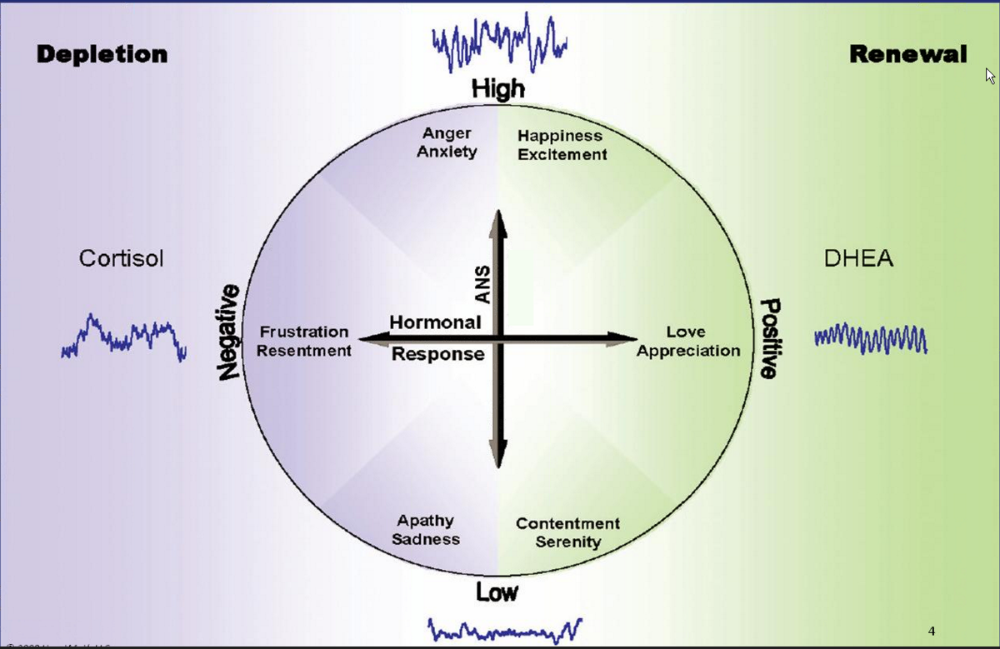 Depletion
High
Renewal
Anger
Anxiety
Happiness
Excitement
Cortisol
DHEA
ANS
Negative
Frustration
Resentment
Hormonal
Response
Love
Appreciation
Positive
Apathy
Sadness
Contentment
Serenity
Low
4